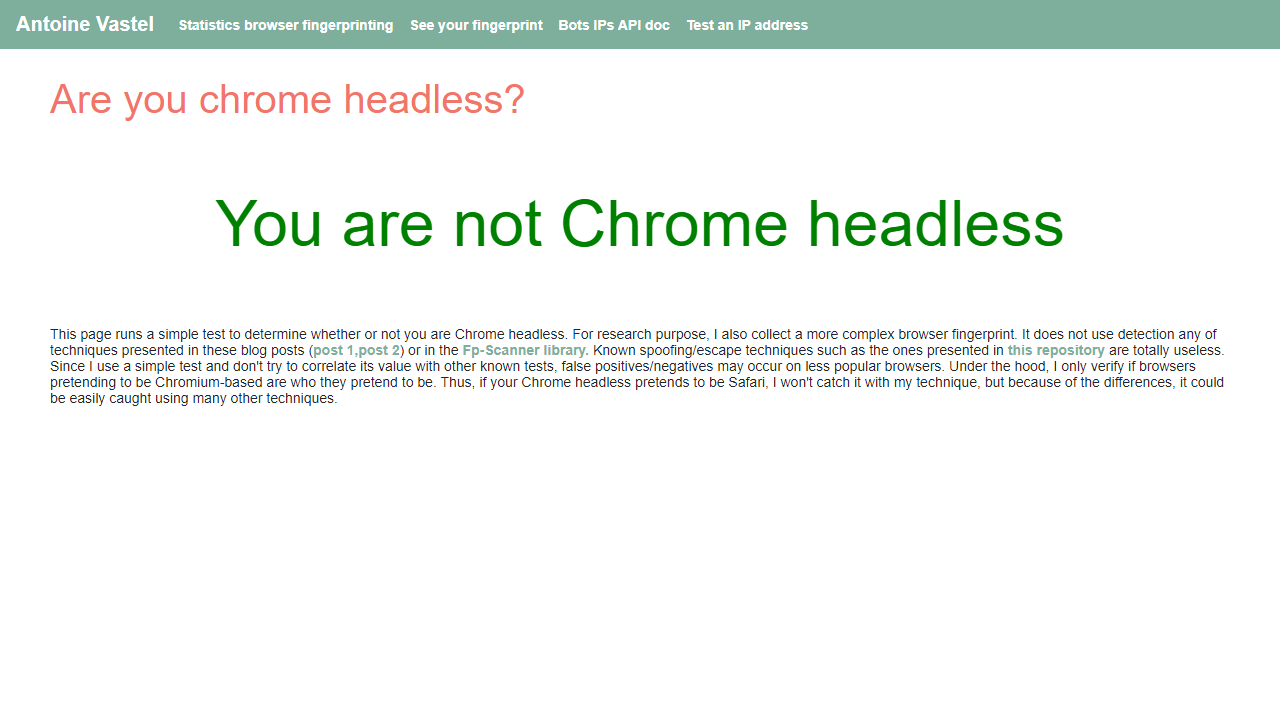 Antoine Vastel Statistics browser fingerprinting See your fingerprint Bots IPs API doc Test an IP address
Are you chrome headless?
You are not Chrome headless
This page runs a simple test to determine whether or not you are Chrome headless. For research purpose, I also collect a more complex browser fingerprint. It does not use detection any of
techniques presented in these blog posts (post 1,post 2) or in the Fp-Scanner library. Known spoofing/escape techniques such as the ones presented in this repository are totally useless.
Since I use a simple test and don't try to correlate its value with other known tests, false positives/negatives may occur on less popular browsers. Under the hood, I only verify if browsers
pretending to be Chromium-based are who they pretend to be. Thus, if your Chrome headless pretends to be Safari, I won't catch it with my technique, but because of the differences, it could
be easily caught using many other techniques.